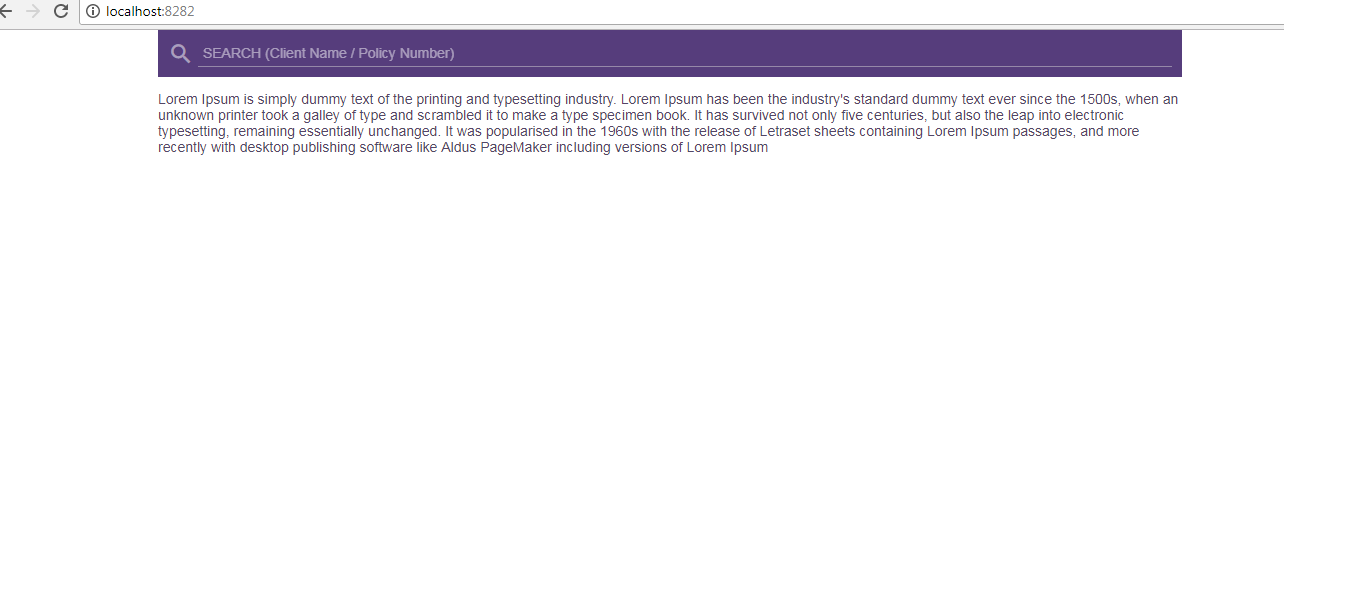 localhost:8282
SEARCH (Client Name / Policy Number)
Lorem Ipsum is simply dummy text of the printing and typesetting industry. Lorem Ipsum has been the industry's standard dummy text ever since the 1500s, when an
unknown printer took a galley of type and scrambled it to make a type specimen book. It has survived not only five centuries, but also the leap into electronic
typesetting, remaining essentially unchanged. It was popularised in the 1960s with the release of Letraset sheets containing Lorem Ipsum passages, and more
recently with desktop publishing software like Aldus PageMaker including versions of Lorem Ipsum